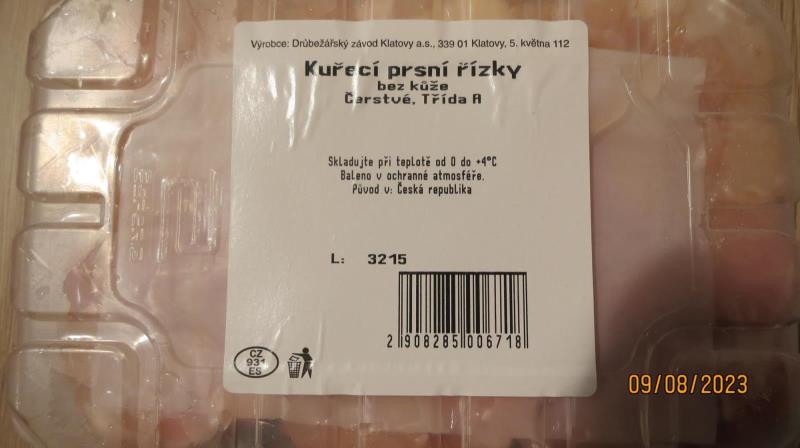 Výrobce: Drůbežářský závod Klatovy a.s., 339 01 Klatovy, 5. května 112
Kuřecí prsní řízky
bez kůže
Čerstvé, Třída A
Skladujte při teplotě od 0 do +4°C
Baleno v ochranné atmosféře.
Původ v: Česká republika
L: 3215
2 908285 006718
CZ
931
ES
09/08/2023